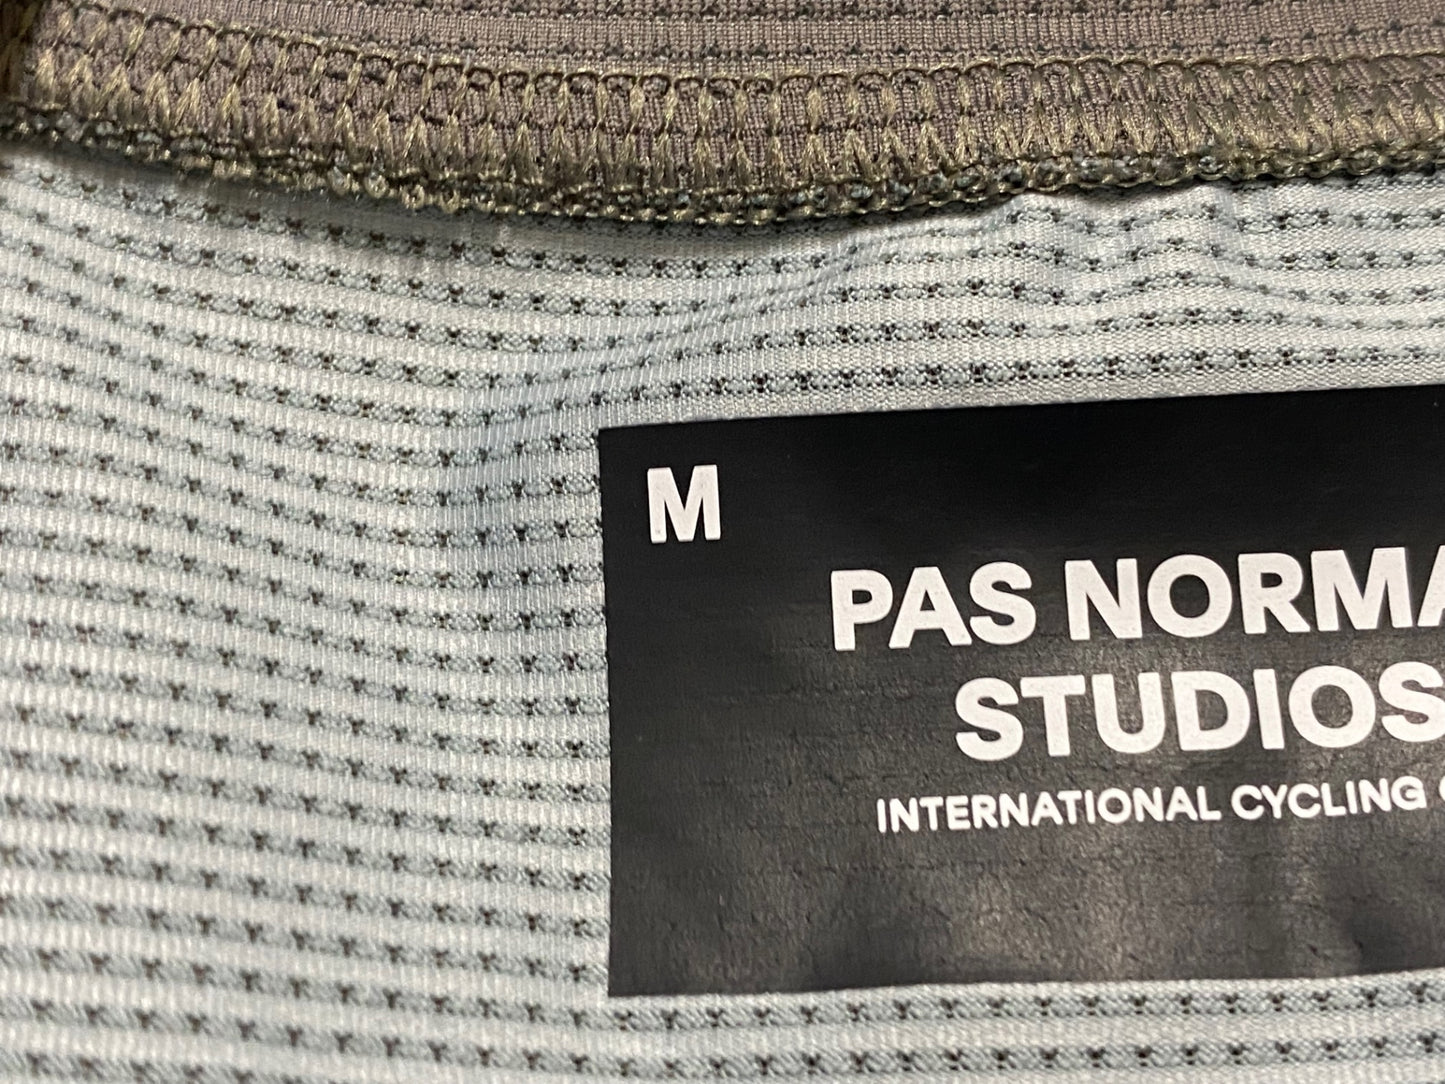 M
PAS NORMA
STUDIOS
INTERNATIONAL CYCLING